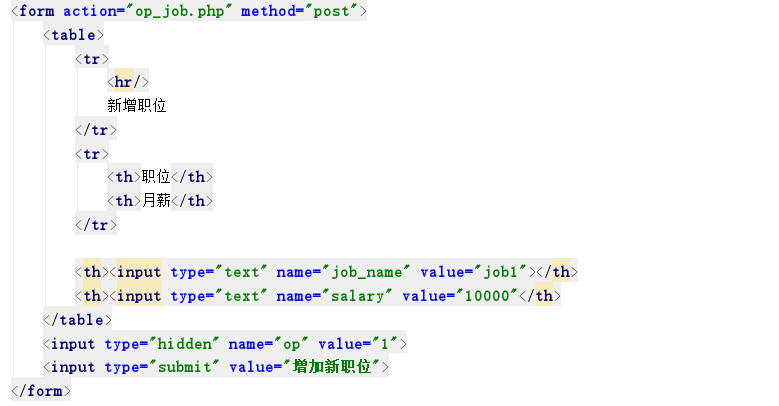 <form action="op_job.php" method="post">
<table>
<tr>
<hr/>
新增职位
</tr>
<tr>
<th>职位</th>
<th>月薪</th>
</tr>
<th><input type="text" name="job_name" value="job1"></th>
<th><input type="text" name="salary" value="10000"</th>
</table>
<input type="hidden" name="op" value="1">
<input type="submit" value="增加新职位">
</form>